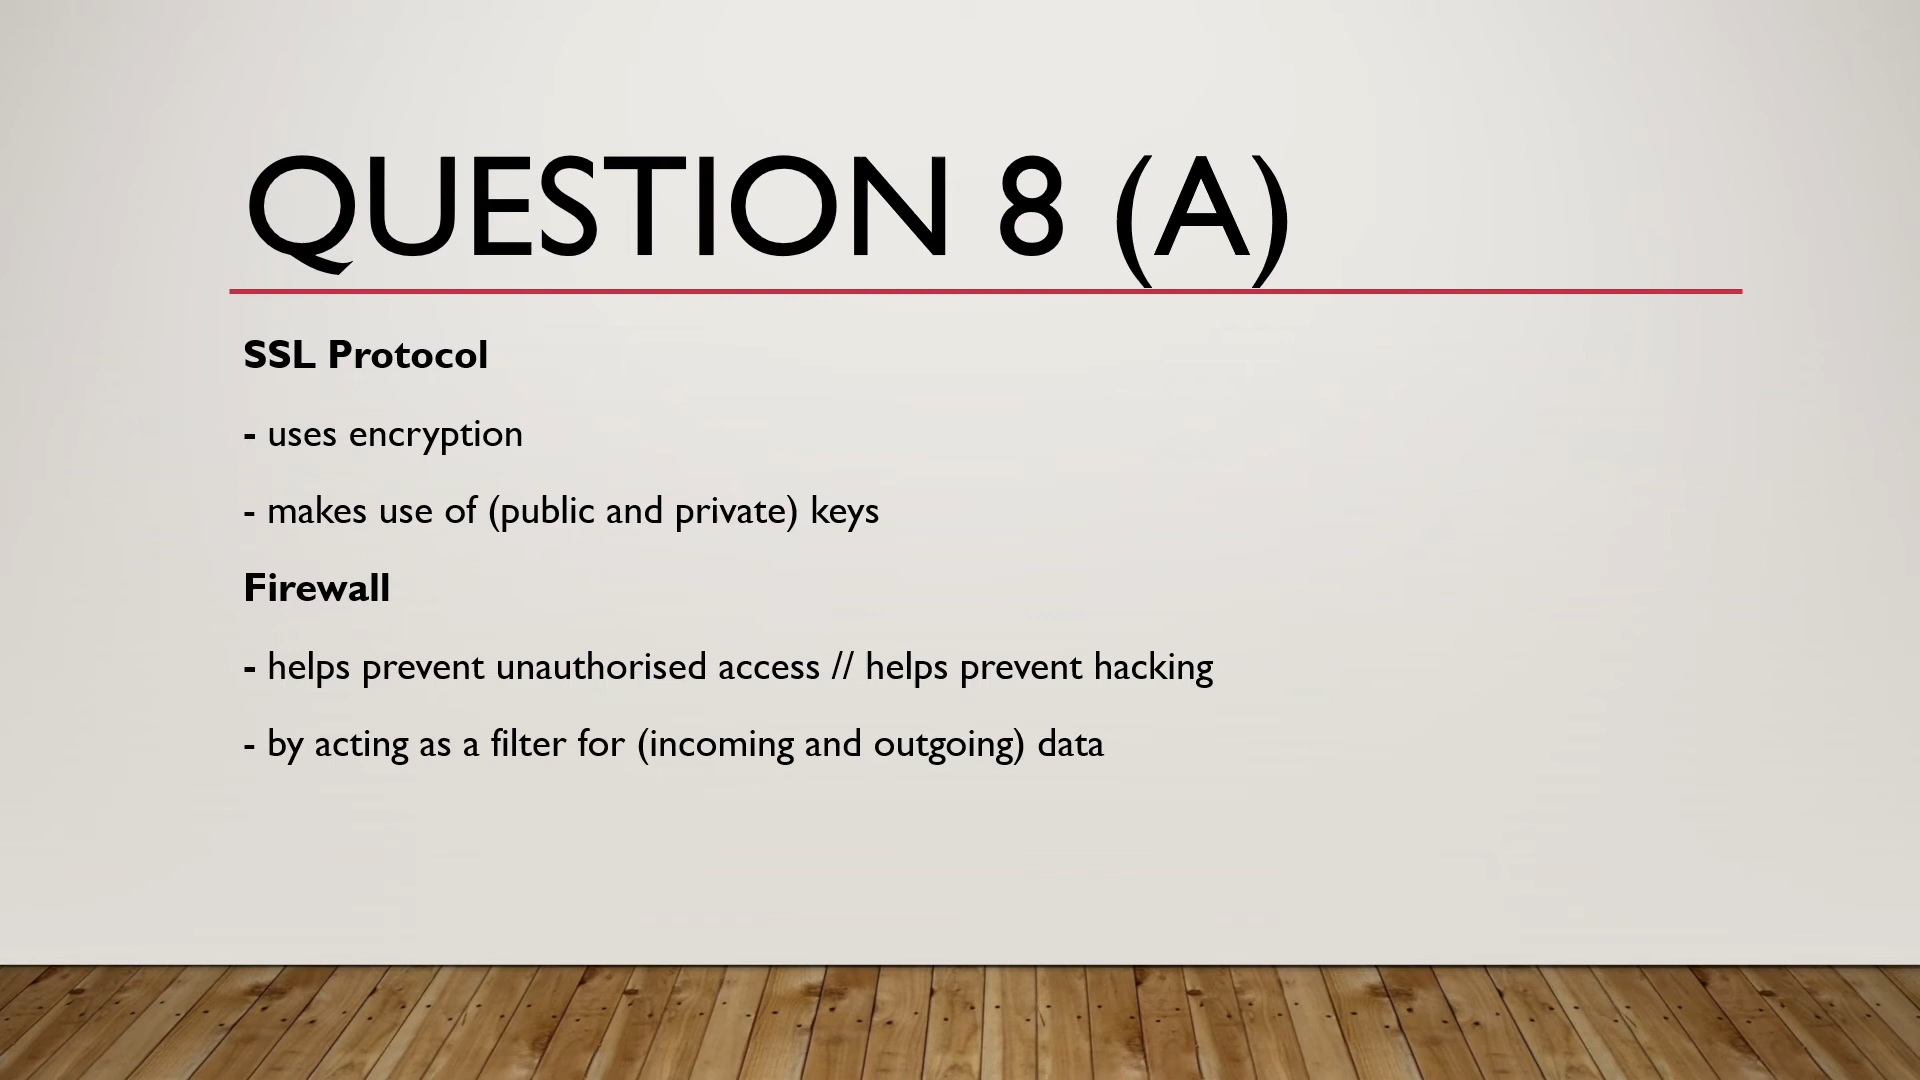 QUESTION 8 (A)
SSL Protocol
- uses encryption
- makes use of (public and private) keys
Firewall
- helps prevent unauthorised access // helps prevent hacking
- by acting as a filter for (incoming and outgoing) data